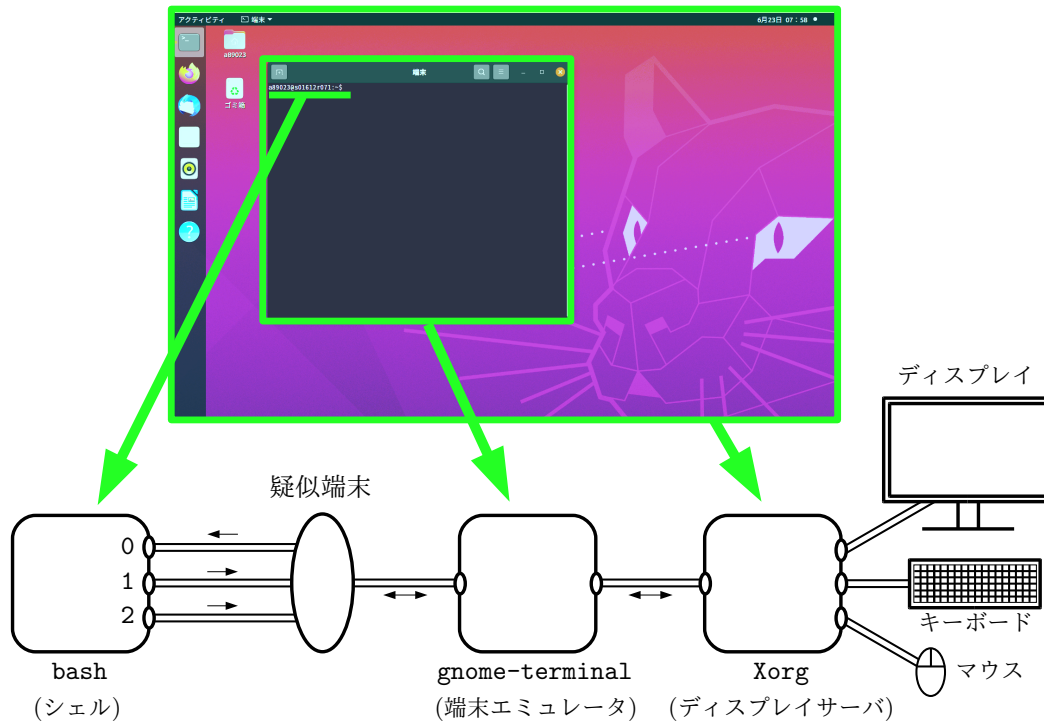 アクティビティ 端末
6月23日 07：58
a89023
ゴミ箱
端末
a89023@s01612r071:~$
ディスプレイ
疑似端末
0
1
2
キーボード
マウス
bash
(シェル)
gnome-terminal
(端末エミュレータ)
Xorg
(ディスプレイサーバ)